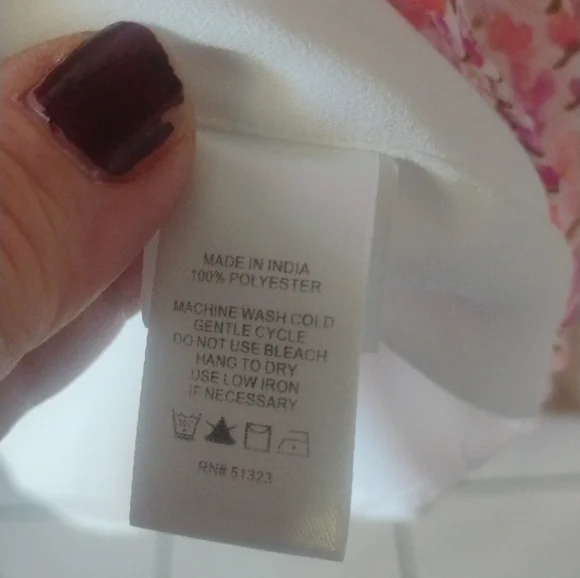 MADE IN INDIA
100% POLYESTER
MACHINE WASH COLD
GENTLE CYCLE
DO NOT USE BLEACH
HANG TO DRY
USE LOW IRON
IF NECESSARY
RN# 51323